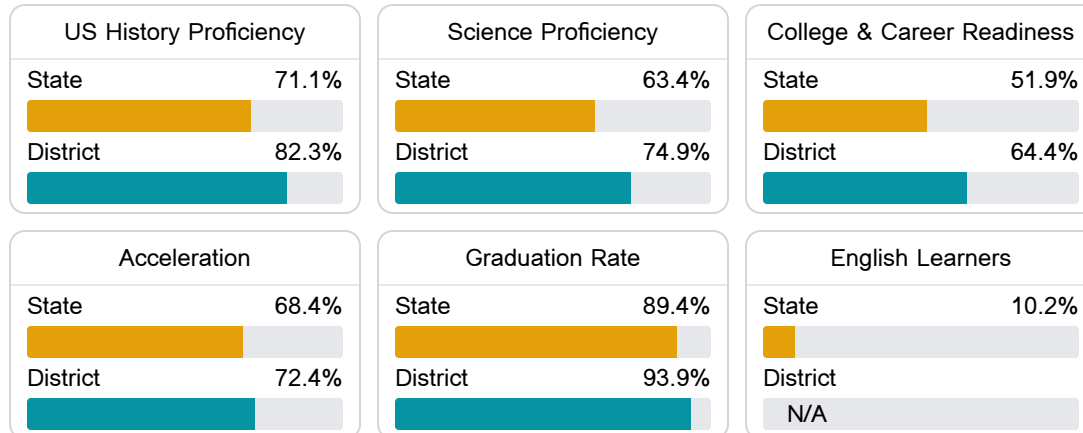 US History Proficiency
State 71.1%
District 82.3%
Science Proficiency
State 63.4%
District 74.9%
College & Career Readiness
State 51.9%
District 64.4%
Acceleration
State 68.4%
District 72.4%
Graduation Rate
State 89.4%
District 93.9%
English Learners
State 10.2%
District
N/A